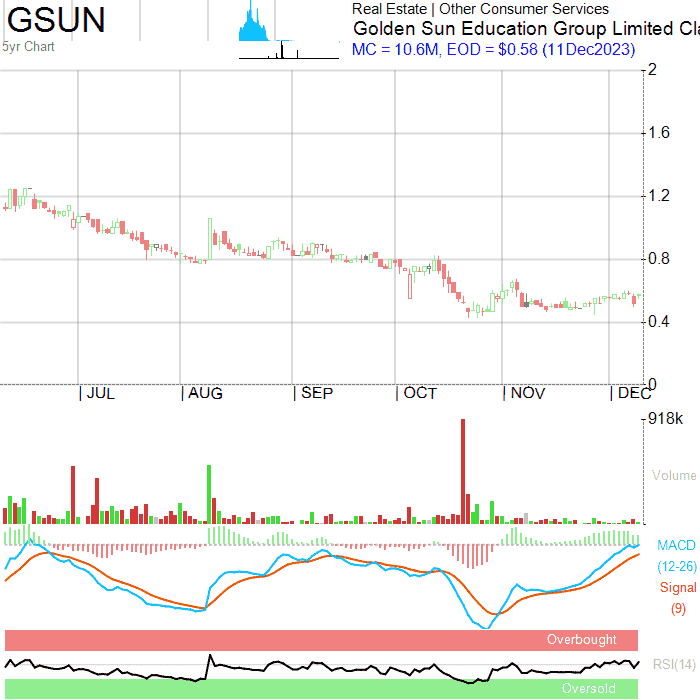 GSUN
5yr Chart
Real Estate | Other Consumer Services
Golden Sun Education Group Limited Cla
MC = 10.6M, EOD = $0.58 (11Dec2023)
2
1.6
1.2
0.8
0.4
0
JUL
AUG
SEP
OCT
NOV
DEC
918k
Volume
MACD
(12-26)
Signal
(9)
Overbought
RSI(14)
Oversold